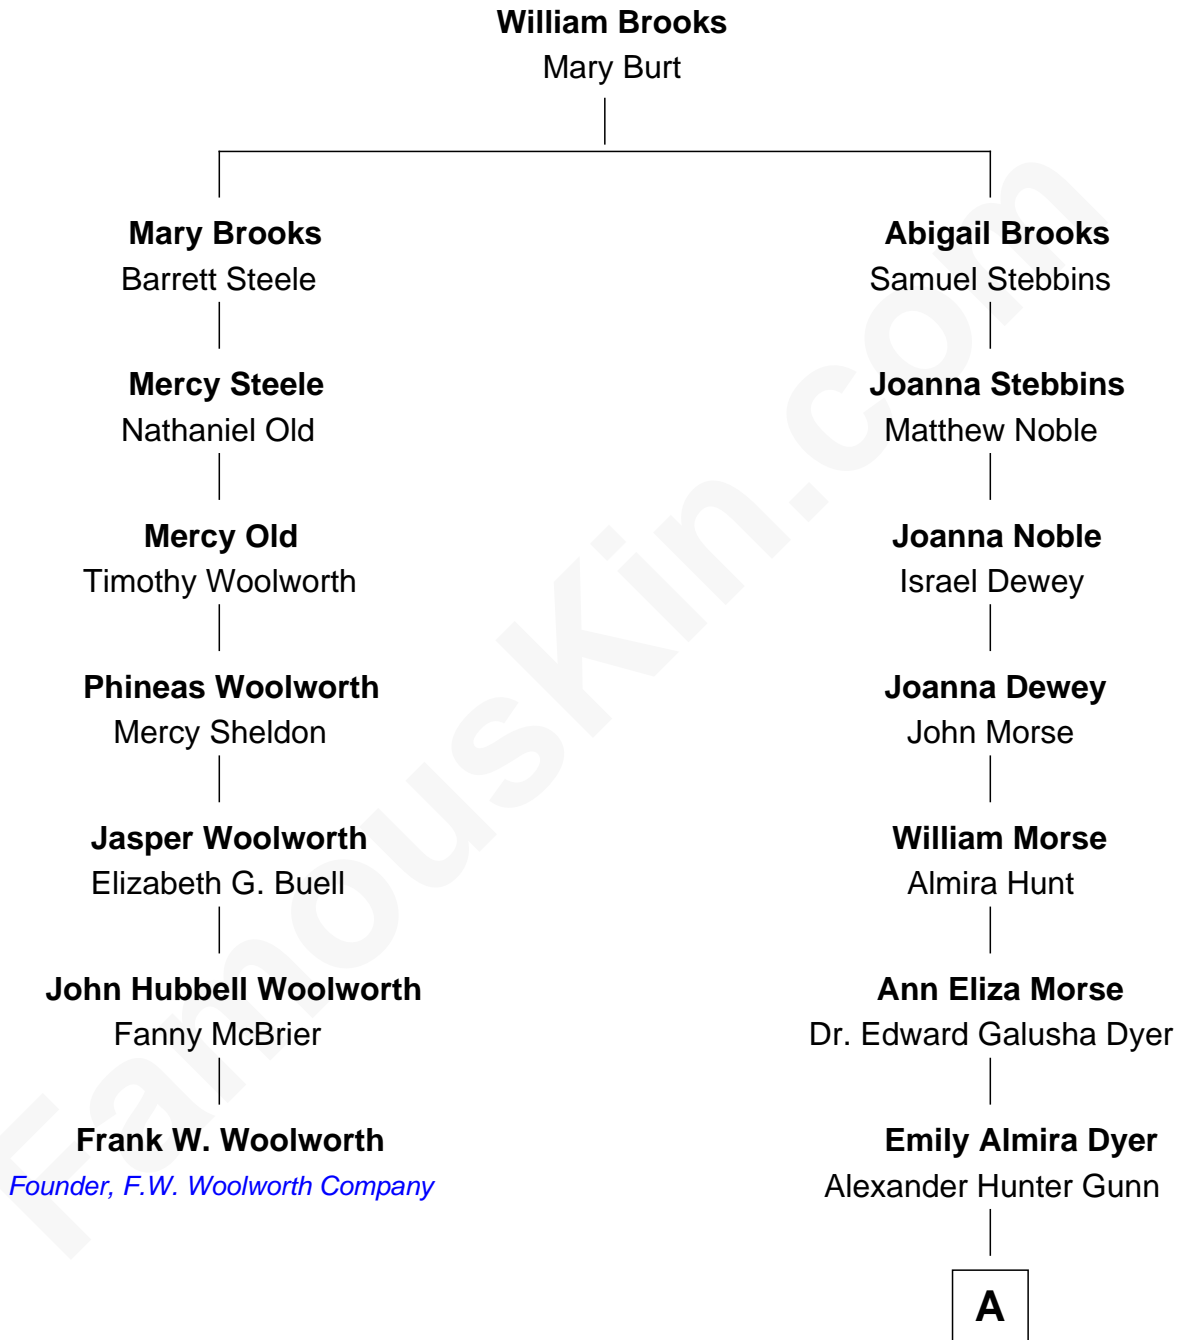 William Brooks
Mary Burt
Mary Brooks
Barrett Steele
Abigail Brooks
Samuel Stebbins
Mercy Steele
Nathaniel Old
Joanna Stebbins
Matthew Noble
Mercy Old
Timothy Woolworth
Joanna Noble
Israel Dewey
Phineas Woolworth
Mercy Sheldon
Joanna Dewey
John Morse
Jasper Woolworth
Elizabeth G. Buell
William Morse
Almira Hunt
John Hubbell Woolworth
Fanny McBrier
Ann Eliza Morse
Dr. Edward Galusha Dyer
Frank W. Woolworth
Founder, F.W. Woolworth Company
Emily Almira Dyer
Alexander Hunter Gunn
A
FamousKin.com